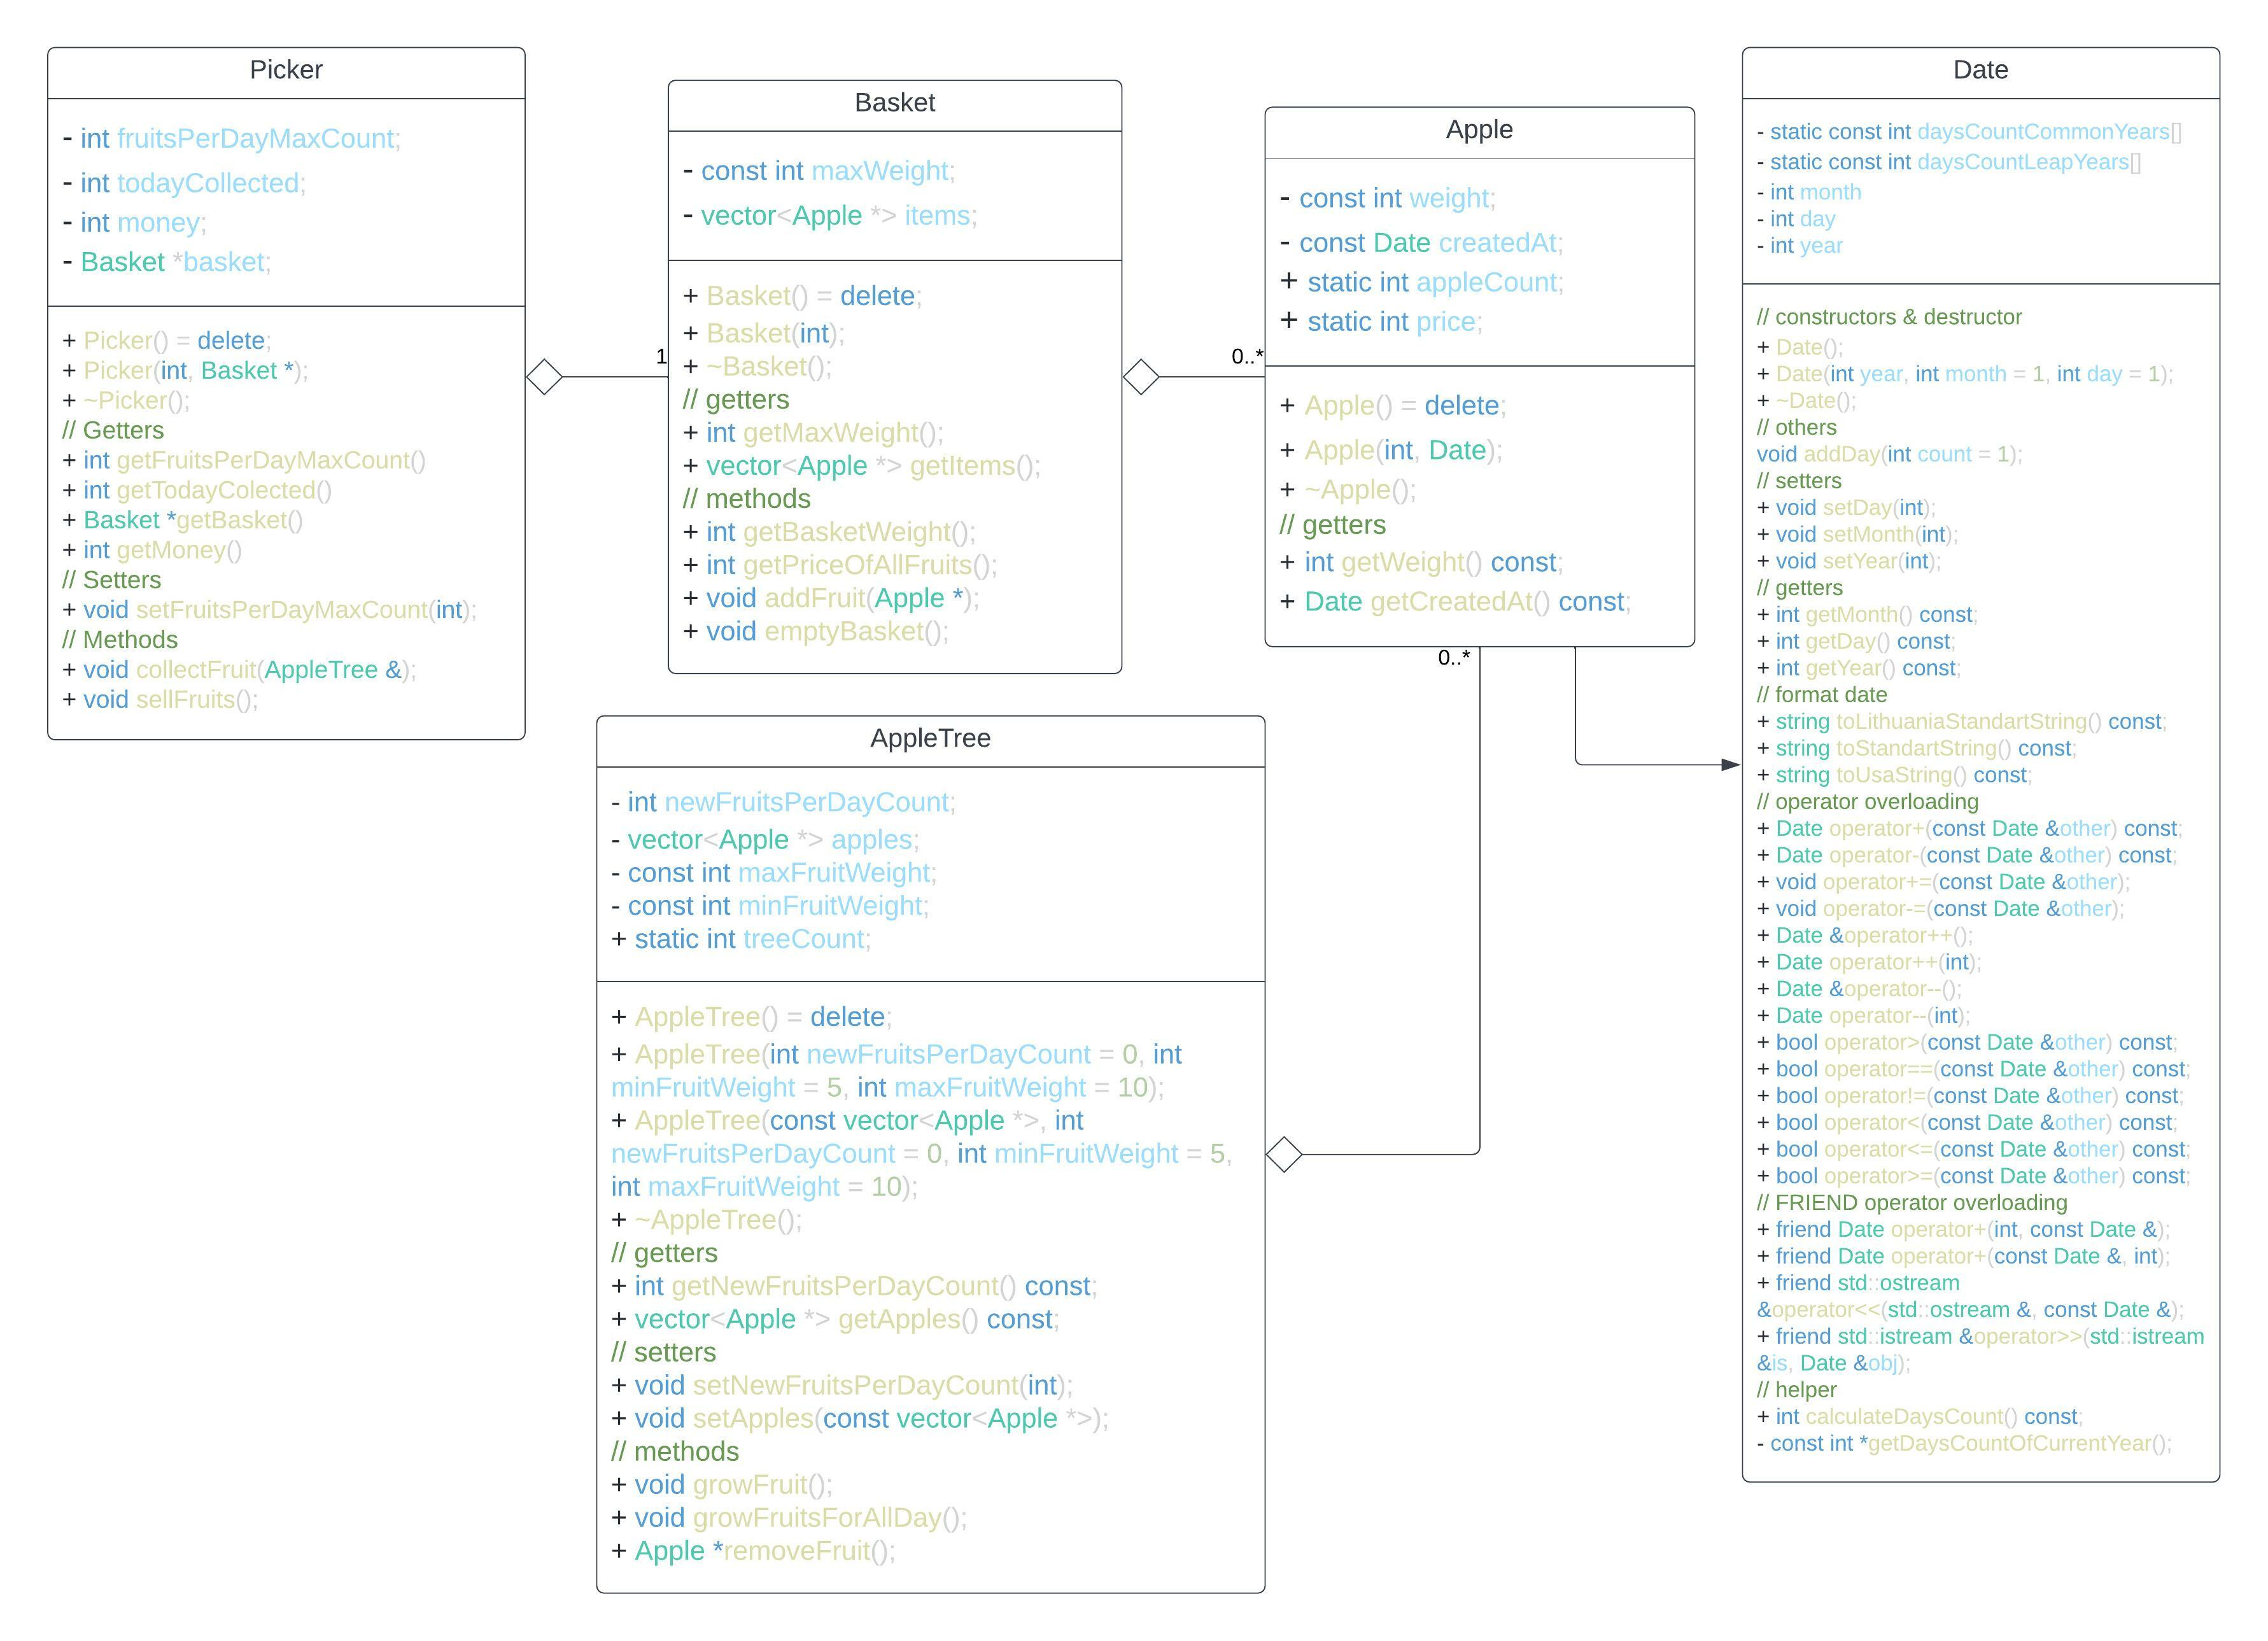 Picker
- int fruitsPerDayMaxCount;
- int todayCollected;
- int money;
- Basket *basket;
+ Picker() = delete;
+ Picker(int, Basket *);
+ ~Picker();
// Getters
+ int getFruitsPerDayMaxCount()
+ int getTodayColected()
+ Basket *getBasket()
+ int getMoney()
// Setters
+ void setFruitsPerDayMaxCount(int);
// Methods
+ void collectFruit(AppleTree &);
+ void sellFruits();
1
Basket
- const int maxWeight;
- vector<Apple *> items;
+ Basket() = delete;
+ Basket(int);
+ ~Basket();
// getters
+ int getMaxWeight();
+ vector<Apple *> getItems();
// methods
+ int getBasketWeight();
+ int getPriceOfAllFruits();
+ void addFruit(Apple *);
+ void emptyBasket();
0..*
Apple
- const int weight;
- const Date createdAt;
+ static int appleCount;
+ static int price;
+ Apple() = delete;
+ Apple(int, Date);
+ ~Apple();
// getters
+ int getWeight() const;
+ Date getCreatedAt() const;
0..*
AppleTree
- int newFruitsPerDayCount;
- vector<Apple *> apples;
- const int maxFruitWeight;
- const int minFruitWeight;
+ static int treeCount;
+ AppleTree() = delete;
+ AppleTree(int newFruitsPerDayCount = 0, int
minFruitWeight = 5, int maxFruitWeight = 10);
+ AppleTree(const vector<Apple *>, int
newFruitsPerDayCount = 0, int minFruitWeight = 5,
int maxFruitWeight = 10);
+ ~AppleTree();
// getters
+ int getNewFruitsPerDayCount() const;
+ vector<Apple *> getApples() const;
// setters
+ void setNewFruitsPerDayCount(int);
+ void setApples(const vector<Apple *>);
// methods
+ void growFruit();
+ void growFruitsForAllDay();
+ Apple *removeFruit();
Date
- static const int daysCountCommonYears[]
- static const int daysCountLeapYears[]
- int month
- int day
- int year
// constructors & destructor
+ Date();
+ Date(int year, int month = 1, int day = 1);
+ ~Date();
// others
void addDay(int count = 1);
// setters
+ void setDay(int);
+ void setMonth(int);
+ void setYear(int);
// getters
+ int getMonth() const;
+ int getDay() const;
+ int getYear() const;
// format date
+ string toLithuaniaStandartString() const;
+ string toStandartString() const;
+ string toUsaString() const;
// operator overloading
+ Date operator+(const Date &other) const;
+ Date operator-(const Date &other) const;
+ void operator+=(const Date &other);
+ void operator-=(const Date &other);
+ Date &operator++();
+ Date operator++(int);
+ Date &operator--();
+ Date operator--(int);
+ bool operator>(const Date &other) const;
+ bool operator==(const Date &other) const;
+ bool operator!=(const Date &other) const;
+ bool operator<(const Date &other) const;
+ bool operator<=(const Date &other) const;
+ bool operator>=(const Date &other) const;
// FRIEND operator overloading
+ friend Date operator+(int, const Date &);
+ friend Date operator+(const Date &, int);
+ friend std::ostream
&operator<<(std::ostream &, const Date &);
+ friend std::istream &operator>>(std::istream
&is, Date &obj);
// helper
+ int calculateDaysCount() const;
- const int *getDaysCountOfCurrentYear();